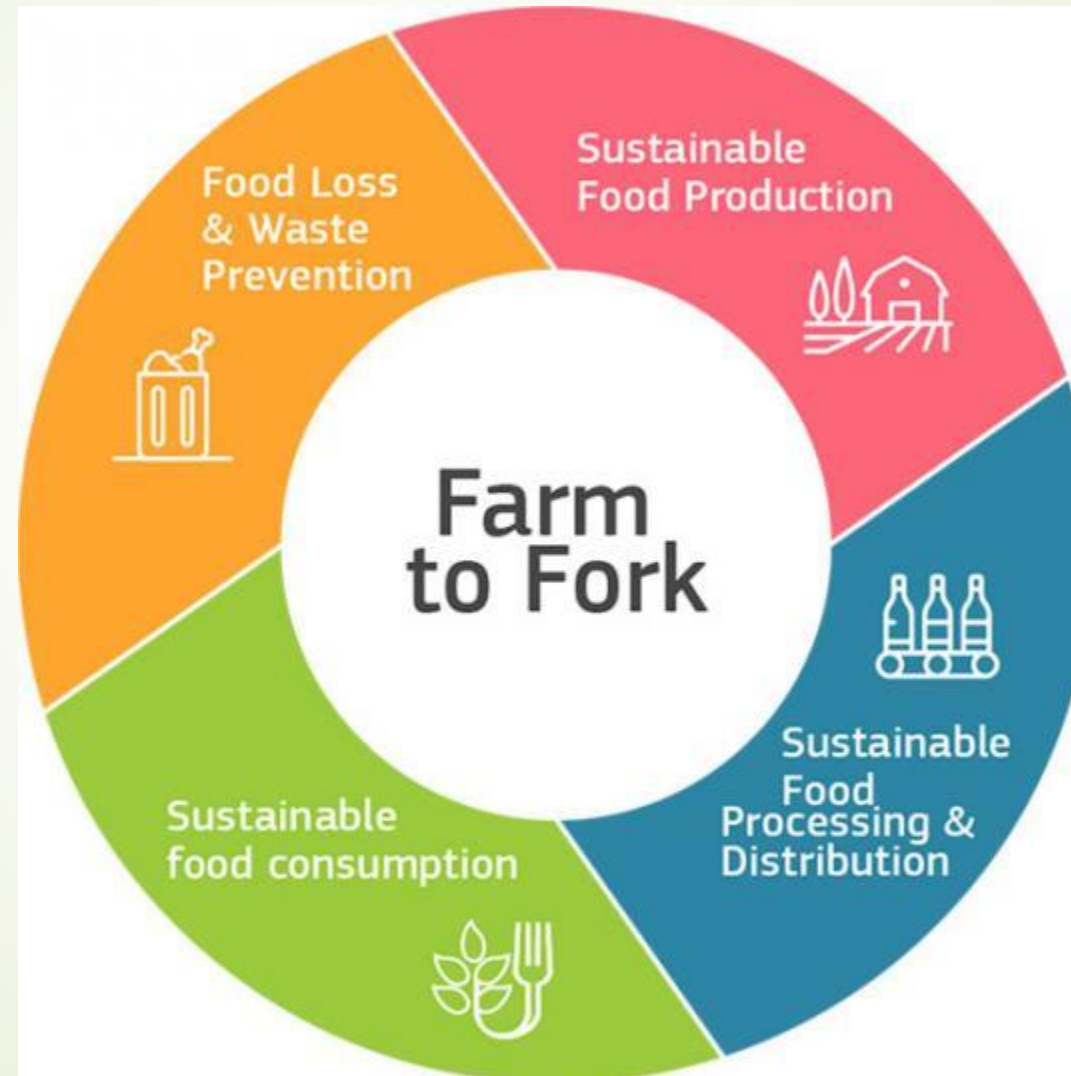 Food Loss
& Waste
Prevention
Sustainable
Food Production
Farm
to Fork
Sustainable
Food
Processing &
Distribution
Sustainable
food consumption